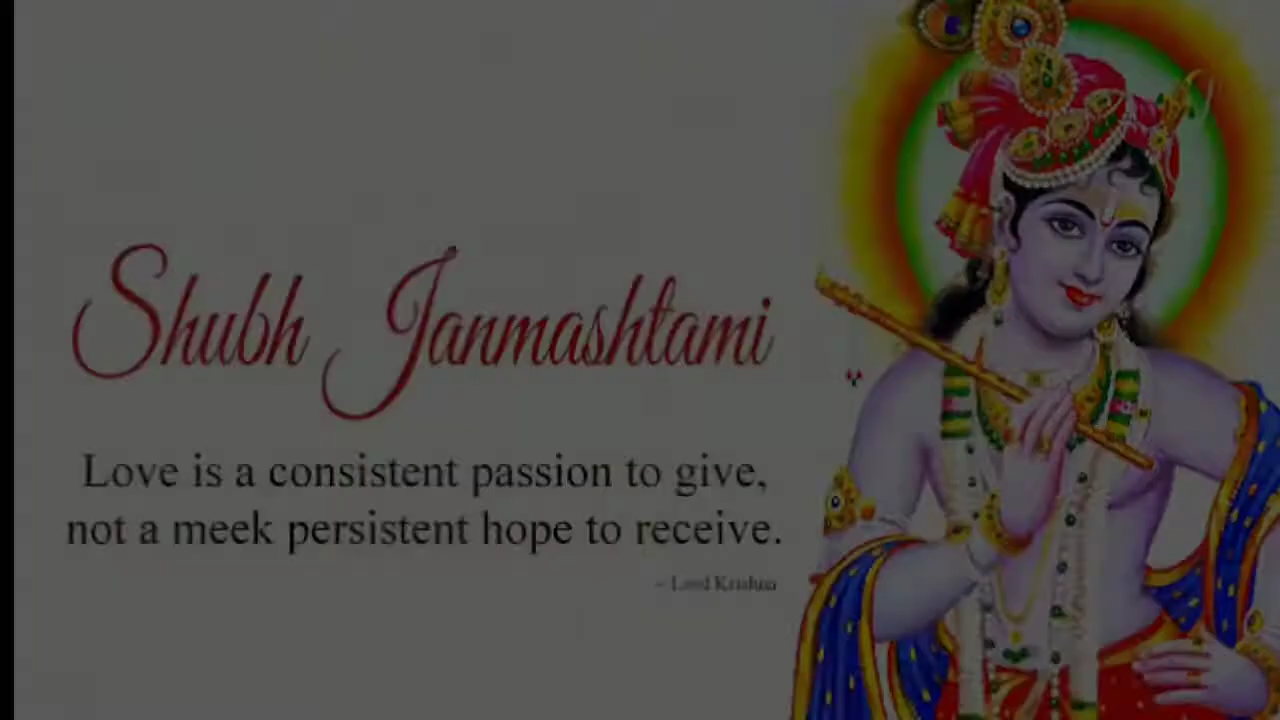 Shubh Janmashtami
Love is a consistent passion to give,
not a meek persistent hope to receive.
- Lord Krishna